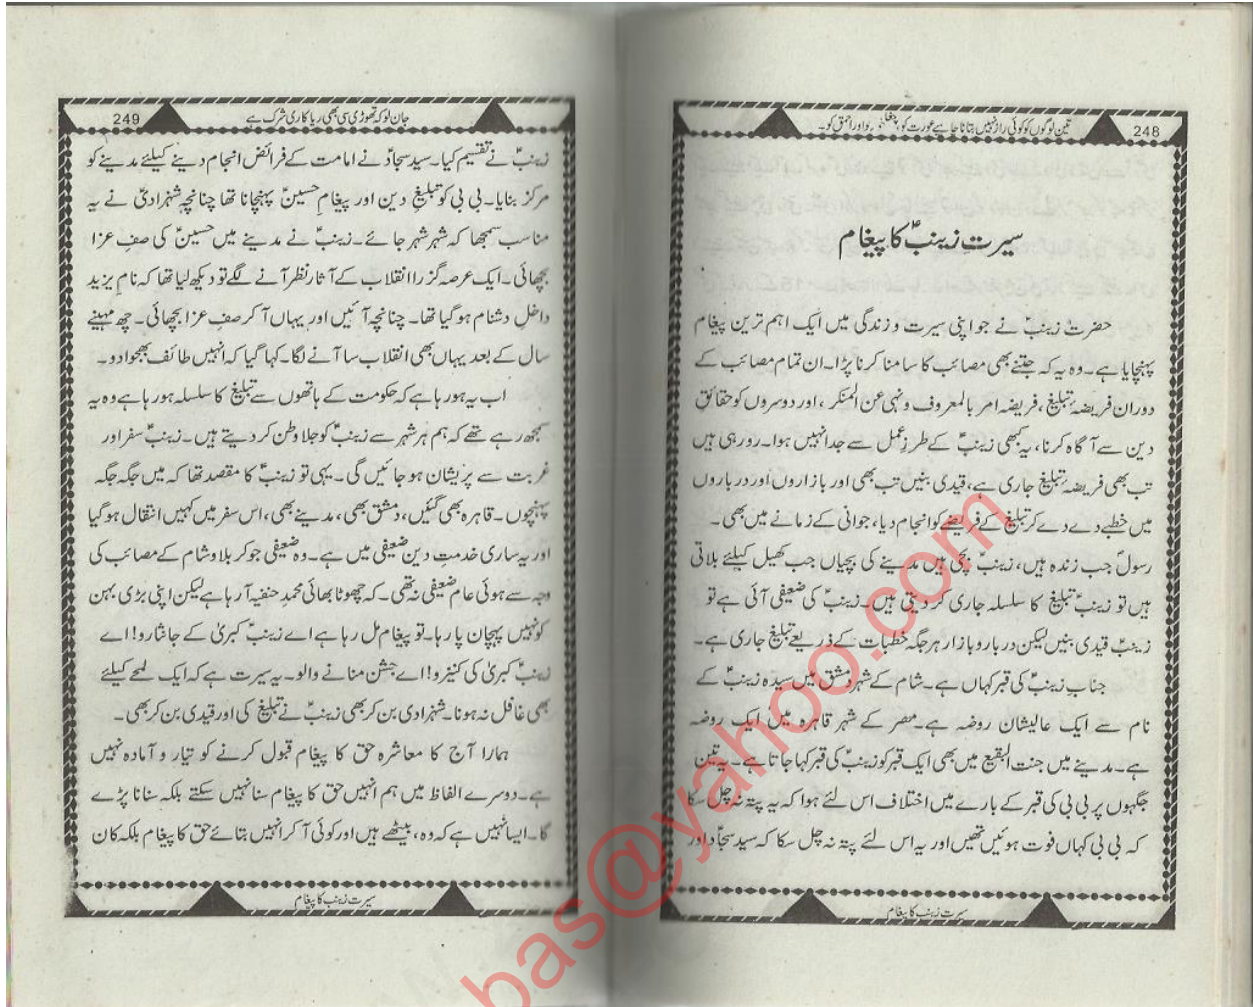 248
تین لوگوں کو کوئی راز نہیں بتانا چاہیے عورت کو، واور احمق کو۔
سیرت زینبؑ کا پیغام
حضرت زینبؑ نے جو اپنی سیرت و زندگی میں ایک اہم ترین پیغام
پہنچایا ہے۔ وہ یہ کہ جتنے بھی مصائب کا سامنا کرنا پڑا۔ ان تمام مصائب کے
دوران فریضۂ تبلیغ، فریضہ امر بالمعروف و نہی عن المنکر، اور دوسروں کو حقائقِ
دین سے آگاہ کرنا، یہ کبھی زینبؑ کے طرزِ عمل سے جدا نہیں ہوا۔ رو رہی ہیں
تب بھی فریضۂ تبلیغ جاری ہے، قیدی بنیں تب بھی اور بازاروں اور درباروں
میں خطبے دے دے کر تبلیغ کے فریضے کو انجام دیا، جوانی کے زمانے میں بھی۔
رسولؐ جب زندہ ہیں، زینبؑ بچی ہیں مدینے کی بچیاں جب کھیل کیلئے بلاتی
ہیں تو زینبؑ تبلیغ کا سلسلہ جاری کر دیتی ہیں۔ زینبؑ کی ضعیفی آئی ہے تو
زینبؑ قیدی بنیں لیکن دربار و بازار ہر جگہ خطبات کے ذریعے تبلیغ جاری ہے۔
جنابِ زینبؑ کی قبر کہاں ہے۔ شام کے شہر دمشق میں سیدہ زینبؑ کے
نام سے ایک عالیشان روضہ ہے۔ مصر کے شہر قاہرہ میں ایک روضہ
ہے۔ مدینے میں جنت البقیع میں بھی ایک قبر کو زینبؑ کی قبر کہا جاتا ہے۔ یہ تین
جگہوں پر بی بی کی قبر کے بارے میں اختلاف اس لئے ہوا کہ یہ پتہ نہ چل سکا
کہ بی بی کہاں فوت ہوئیں تھیں اور یہ اس لئے پتہ نہ چل سکا کہ سید سجادؑ اور
سیرت زینبؑ کا پیغام
249
جان لو کہ تھوڑی سی بھی ریاکاری شرک ہے
زینبؑ نے تقسیم کیا۔ سید سجادؑ نے امامت کے فرائض انجام دینے کیلئے مدینے کو
مرکز بنایا۔ بی بی کو تبلیغِ دین اور پیغامِ حسینؑ پہنچانا تھا چنانچہ شہزادیؑ نے یہ
مناسب سمجھا کہ شہر شہر جائے۔ زینبؑ نے مدینے میں حسینؑ کی صفِ عزا
بچھائی۔ ایک عرصہ گزرا انقلاب کے آثار نظر آنے لگے تو دیکھ لیا تھا کہ نامِ یزید
داخلِ دشنام ہو گیا تھا۔ چنانچہ آئیں اور یہاں آکر صفِ عزا بچھائی۔ چھ مہینے
سال کے بعد یہاں بھی انقلاب سا آنے لگا۔ کہا گیا کہ انہیں طائف بھجوا دو۔
اب یہ ہو رہا ہے کہ حکومت کے ہاتھوں سے تبلیغ کا سلسلہ ہو رہا ہے وہ یہ
سمجھ رہے تھے کہ ہم ہر شہر سے زینبؑ کو جلا وطن کر دیتے ہیں۔ زینبؑ سفر اور
غربت سے پریشان ہو جائیں گی۔ یہی تو زینبؑ کا مقصد تھا کہ میں جگہ جگہ
پہنچوں۔ قاہرہ بھی گئیں، دمشق بھی، مدینے بھی، اس سفر میں کہیں انتقال ہو گیا
اور یہ ساری خدمتِ دین ضعیفی میں ہے۔ وہ ضعیفی جو کربلا و شام کے مصائب کی
وجہ سے ہوئی عام ضعیفی نہ تھی۔ کہ چھوٹا بھائی محمدِ حنفیہ آرہا ہے لیکن اپنی بڑی بہن
کو نہیں پہچان پا رہا۔ تو پیغام مل رہا ہے اے زینبؑ کبریٰ کے جانثارو! اے
زینبؑ کبریٰ کی کنیزو! اے جشن منانے والو۔ یہ سیرت ہے کہ ایک لمحے کیلئے
بھی غافل نہ ہونا۔ شہزادی بن کر بھی زینبؑ نے تبلیغ کی اور قیدی بن کر بھی۔
ہمارا آج کا معاشرہ حق کا پیغام قبول کرنے کو تیار و آمادہ نہیں
ہے۔ دوسرے الفاظ میں ہم انہیں حق کا پیغام سنا نہیں سکتے بلکہ سنانا پڑے
گا۔ ایسا نہیں ہے کہ وہ، بیٹھے ہیں اور کوئی آکر انہیں بتائے حق کا پیغام بلکہ کان
سیرت زینبؑ کا پیغام
bas@yahoo.com